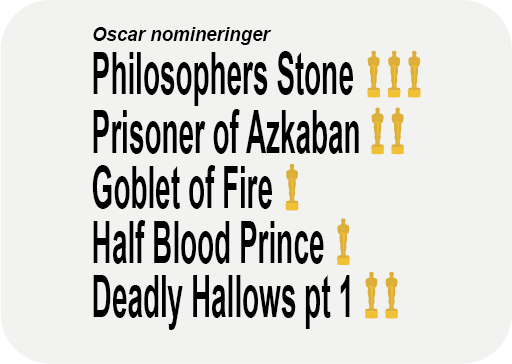 Oscar nomineringer
Philosophers Stone
Prisoner of Azkaban
Goblet of Fire
Half Blood Prince
Deadly Hallows pt 1